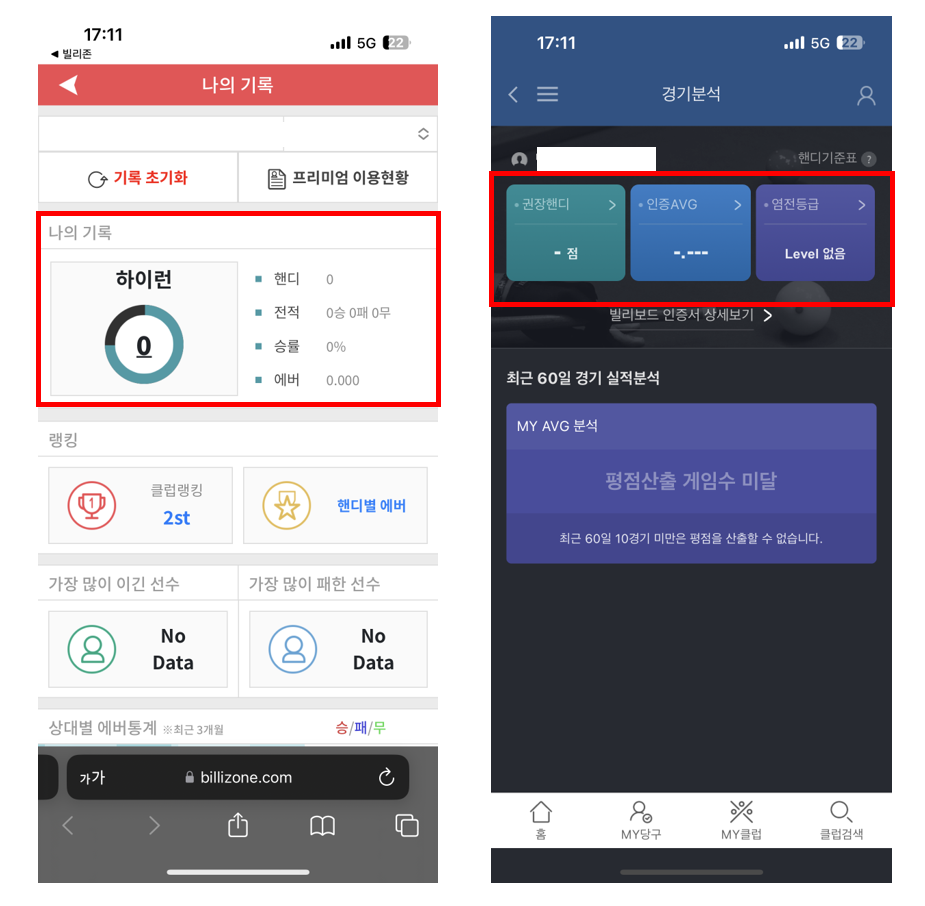 17:11
5G 22
◀ 빌리존
나의 기록
기록 초기화
프리미엄 이용현황
나의 기록
하이런
0
핸디 0
전적 0승 0패 0무
승률 0%
에버 0.000
랭킹
클럽랭킹
2st
핸디별 에버
가장 많이 이긴 선수
가장 많이 패한 선수
No
Data
No
Data
상대별 에버통계 ※최근 3개월
승/패/무
가가
billizone.com
17:11
5G 22
경기분석
핸디기준표 ?
• 권장핸디 >
- 점
• 인증AVG >
-.---
• 염전등급 >
Level 없음
빌리보드 인증서 상세보기 >
최근 60일 경기 실적분석
MY AVG 분석
평점산출 게임수 미달
최근 60일 10경기 미만은 평점을 산출할 수 없습니다.
홈
MY당구
MY클럽
클럽검색